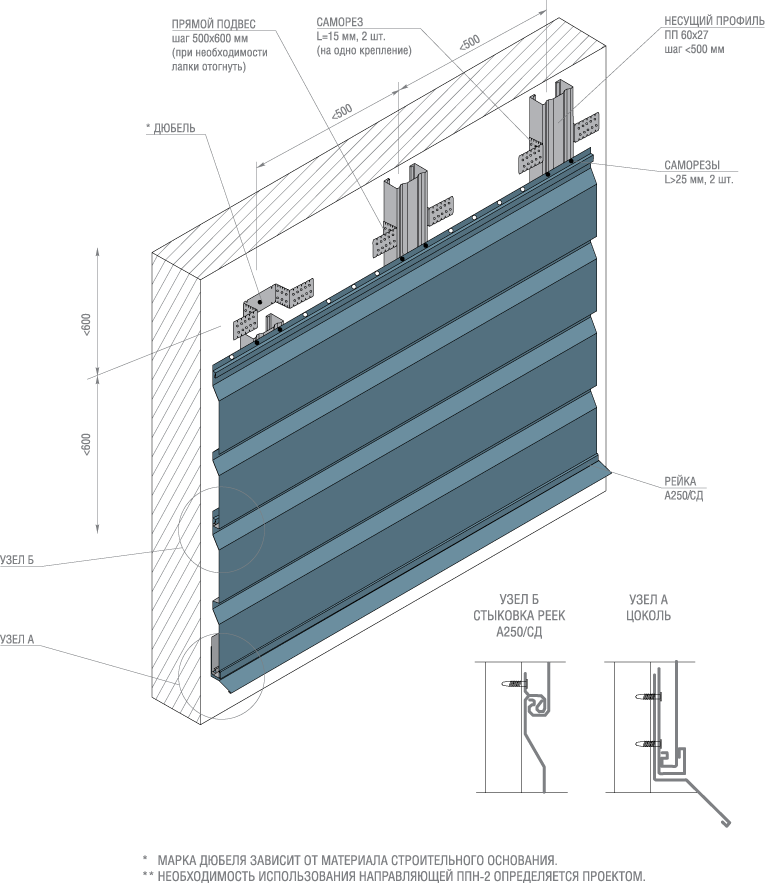 ПРЯМОЙ ПОДВЕС
шаг 500х600 мм
(при необходимости
лапки отогнуть)
САМОРЕЗ
L=15 мм, 2 шт.
(на одно крепление)
<500
НЕСУЩИЙ ПРОФИЛЬ
ПП 60х27
шаг <500 мм
<500
* ДЮБЕЛЬ
САМОРЕЗЫ
L>25 мм, 2 шт.
<600
<600
РЕЙКА
А250/СД
УЗЕЛ Б
УЗЕЛ А
УЗЕЛ Б
СТЫКОВКА РЕЕК
А250/СД
УЗЕЛ А
ЦОКОЛЬ
* МАРКА ДЮБЕЛЯ ЗАВИСИТ ОТ МАТЕРИАЛА СТРОИТЕЛЬНОГО ОСНОВАНИЯ.
** НЕОБХОДИМОСТЬ ИСПОЛЬЗОВАНИЯ НАПРАВЛЯЮЩЕЙ ППН-2 ОПРЕДЕЛЯЕТСЯ ПРОЕКТОМ.